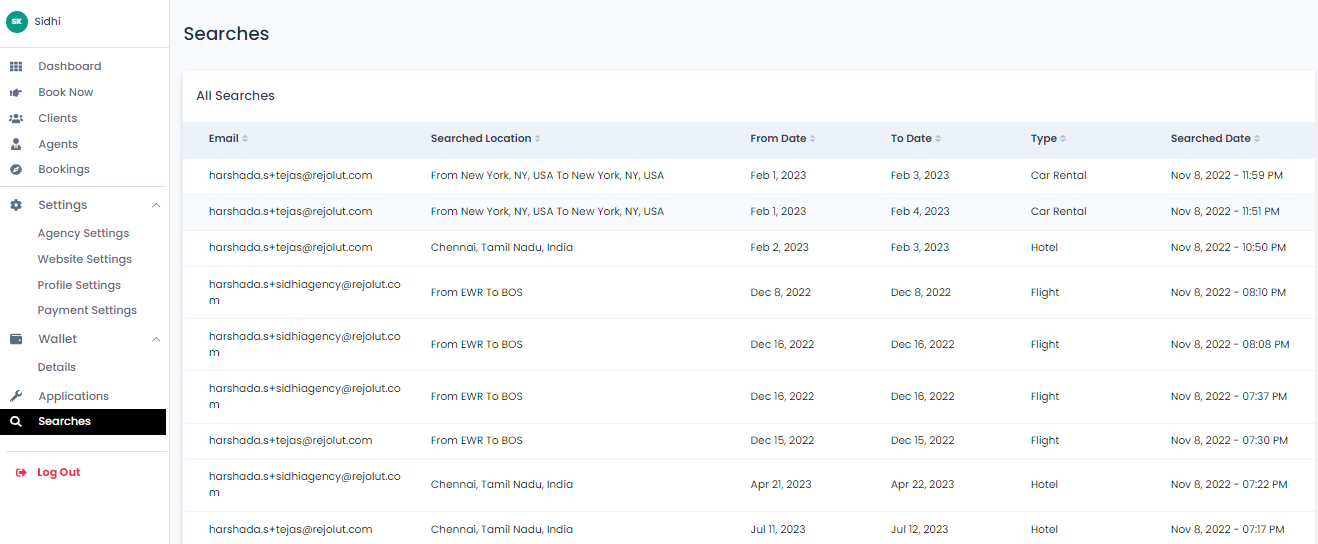 SK Sidhi
Dashboard
Book Now
Clients
Agents
Bookings
Settings
Agency Settings
Website Settings
Profile Settings
Payment Settings
Wallet
Details
Applications
Searches
Log Out
Searches
All Searches
Email Searched Location From Date To Date Type Searched Date
harshada.s+tejas@rejolut.com From New York, NY, USA To New York, NY, USA Feb 1, 2023 Feb 3, 2023 Car Rental Nov 8, 2022 - 11:59 PM
harshada.s+tejas@rejolut.com From New York, NY, USA To New York, NY, USA Feb 1, 2023 Feb 4, 2023 Car Rental Nov 8, 2022 - 11:51 PM
harshada.s+tejas@rejolut.com Chennai, Tamil Nadu, India Feb 2, 2023 Feb 3, 2023 Hotel Nov 8, 2022 - 10:50 PM
harshada.s+sidhiagency@rejolut.co
m From EWR To BOS Dec 8, 2022 Dec 8, 2022 Flight Nov 8, 2022 - 08:10 PM
harshada.s+sidhiagency@rejolut.co
m From EWR To BOS Dec 16, 2022 Dec 16, 2022 Flight Nov 8, 2022 - 08:08 PM
harshada.s+sidhiagency@rejolut.co
m From EWR To BOS Dec 16, 2022 Dec 16, 2022 Flight Nov 8, 2022 - 07:37 PM
harshada.s+tejas@rejolut.com From EWR To BOS Dec 15, 2022 Dec 15, 2022 Flight Nov 8, 2022 - 07:30 PM
harshada.s+sidhiagency@rejolut.co
m Chennai, Tamil Nadu, India Apr 21, 2023 Apr 22, 2023 Hotel Nov 8, 2022 - 07:22 PM
harshada.s+tejas@rejolut.com Chennai, Tamil Nadu, India Jul 11, 2023 Jul 12, 2023 Hotel Nov 8, 2022 - 07:17 PM